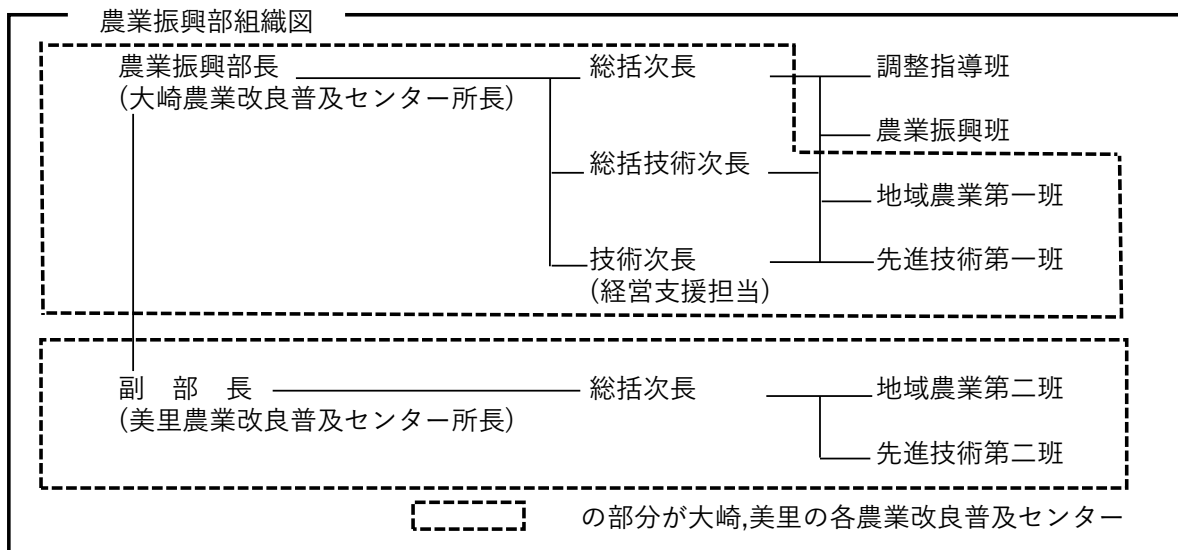 農業振興部組織図
農業振興部長 総括次長 調整指導班
(大崎農業改良普及センター所長)
農業振興班
総括技術次長
地域農業第一班
技術次長 先進技術第一班
(経営支援担当)
副 部 長 総括次長 地域農業第二班
(美里農業改良普及センター所長)
先進技術第二班
の部分が大崎,美里の各農業改良普及センター